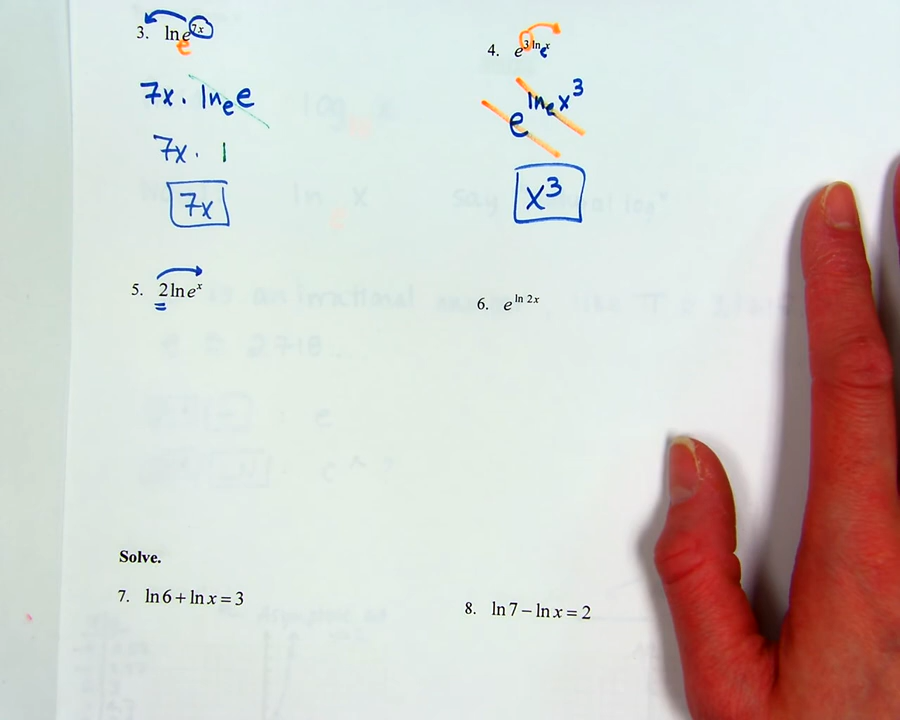 3. ln e^{7x}
e
7x · ln_e e
7x · 1
7x
4. e^{3 ln_e x}
e^{ln_e x^3}
x^3
5. 2 ln e^x
6. e^{ln 2x}
Solve.
7. ln 6 + ln x = 3
8. ln 7 − ln x = 2